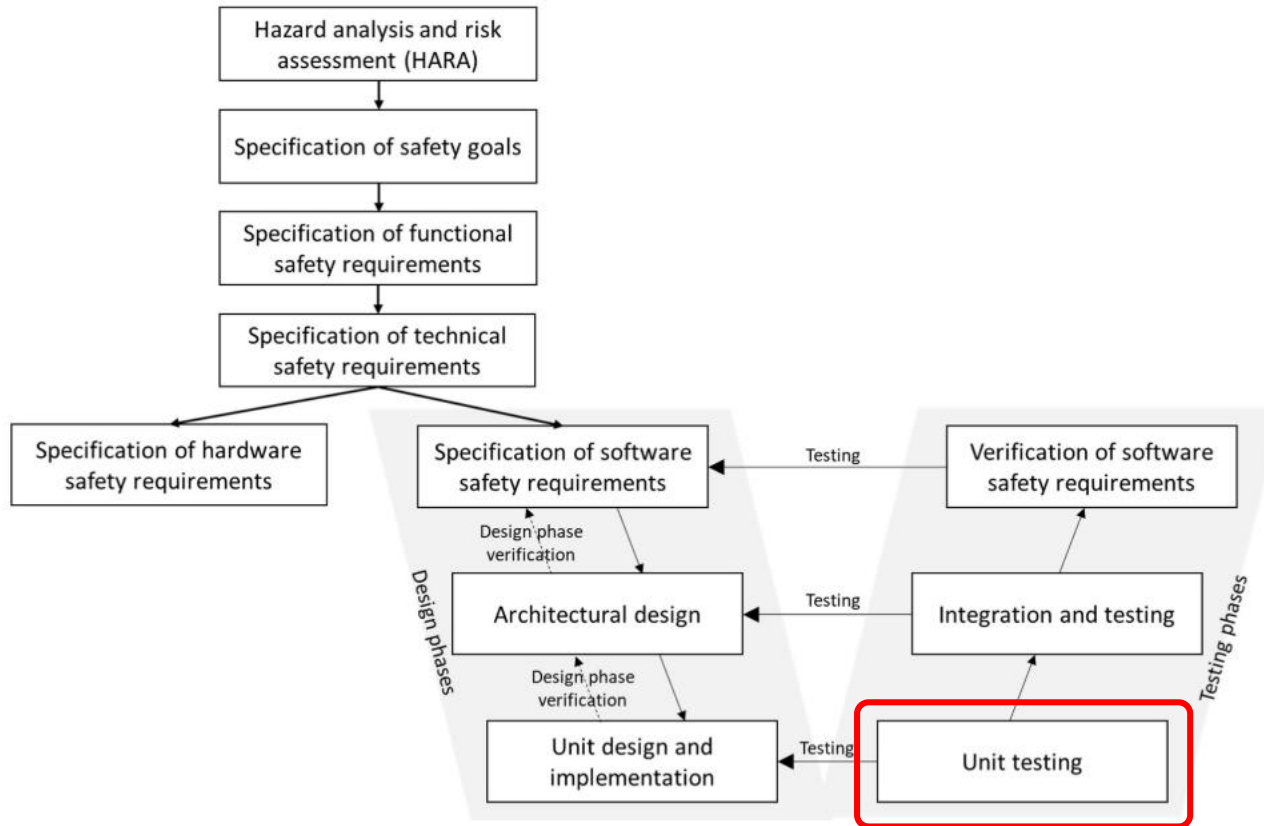 Hazard analysis and risk
assessment (HARA)
Specification of safety goals
Specification of functional
safety requirements
Specification of technical
safety requirements
Specification of hardware
safety requirements
Specification of software
safety requirements
Testing
Verification of software
safety requirements
Design phase
verification
Design phases
Architectural design
Testing
Integration and testing
Testing phases
Design phase
verification
Unit design and
implementation
Testing
Unit testing